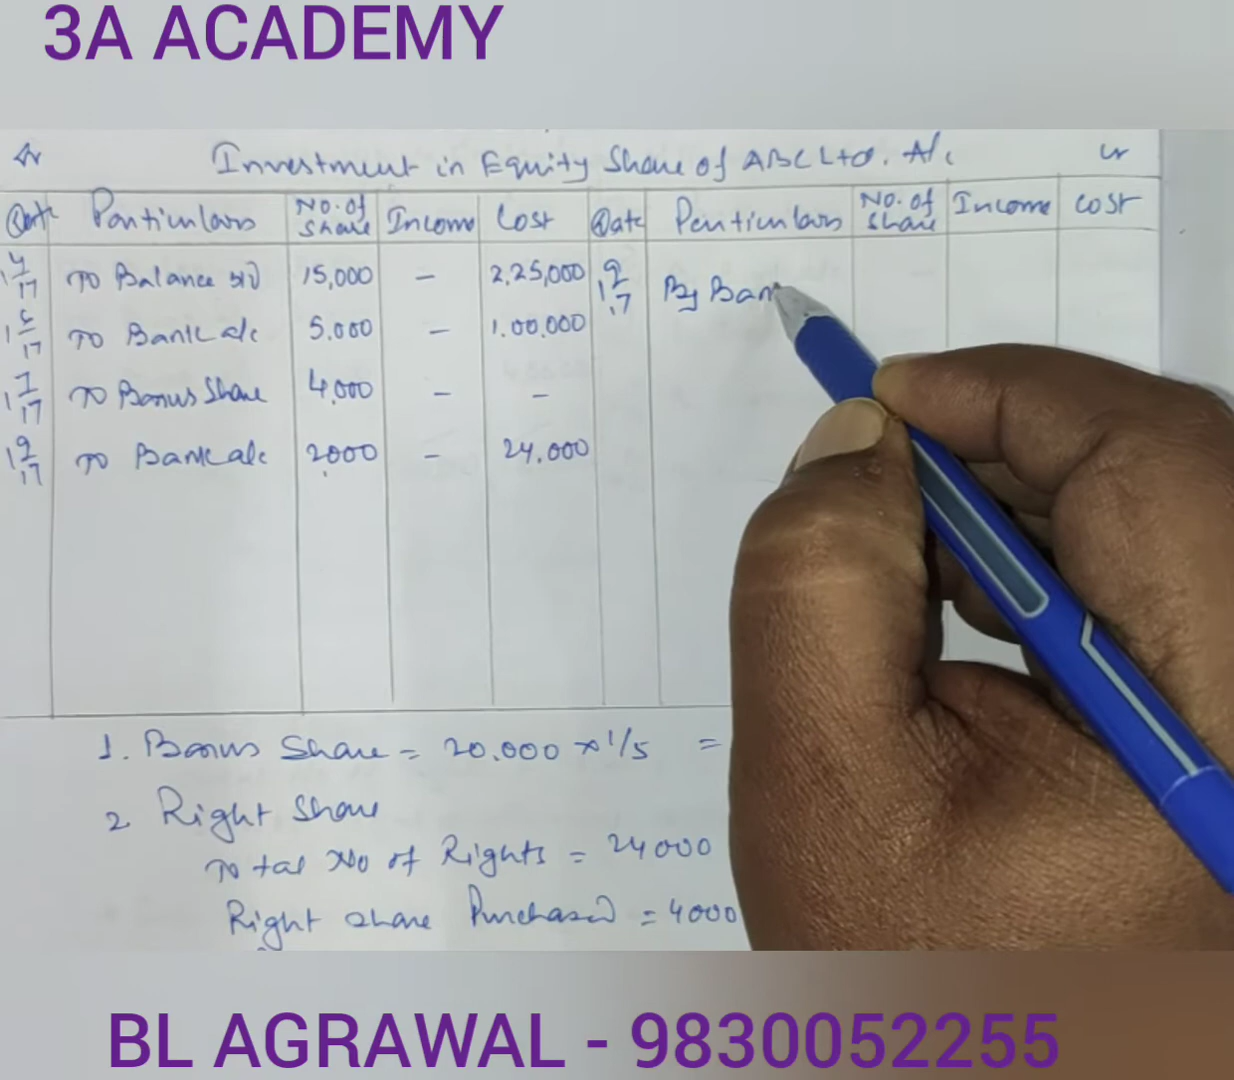 3A ACADEMY
Dr Investment in Equity Share of ABC Ltd. A/c. Cr
Date Particulars No. of Share Income Cost Date Particulars No. of Share Income Cost
1/4/17 To Balance b/d 15,000 - 2,25,000 1/9/17 By Ban
1/6/17 To Bank a/c 5.000 - 1.00.000
1/7/17 To Bonus Share 4,000 - -
1/9/17 To Bank a/c 2000 - 24.000
1. Bonus Share = 20.000 x 1/5 =
2 Right Share
Total No of Rights = 24000
Right share Purchased = 4000
BL AGRAWAL - 9830052255